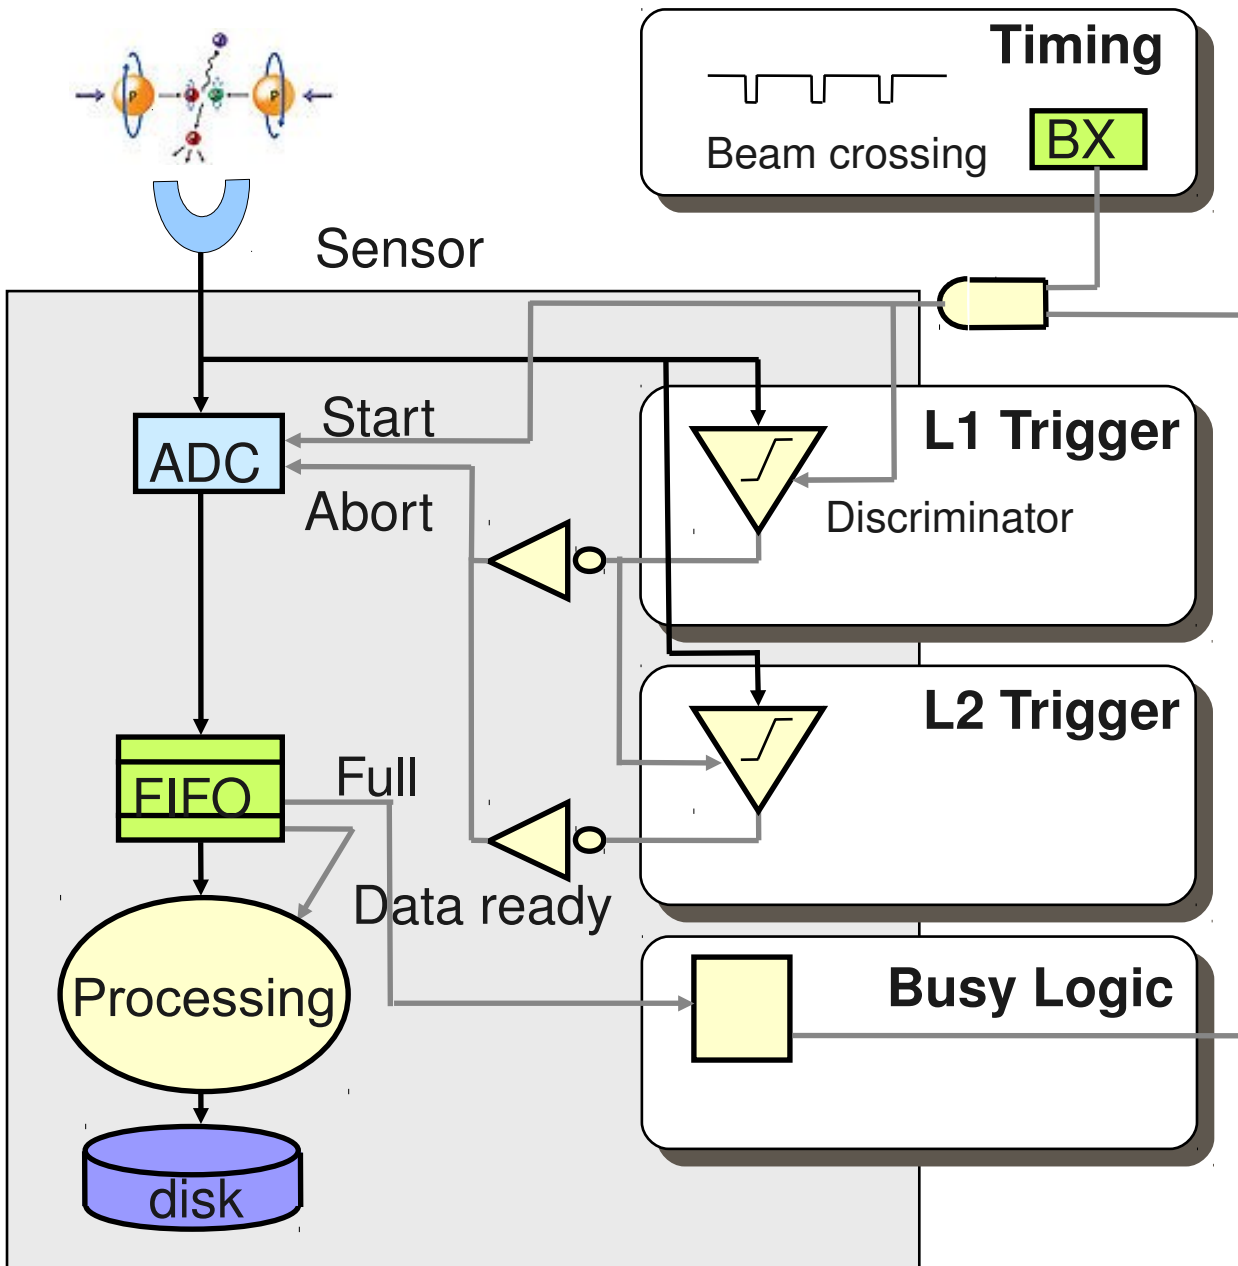 Timing
Beam crossing
BX
P
P
Sensor
Start
ADC
Abort
L1 Trigger
Discriminator
L2 Trigger
Full
FIFO
Data ready
Processing
Busy Logic
disk